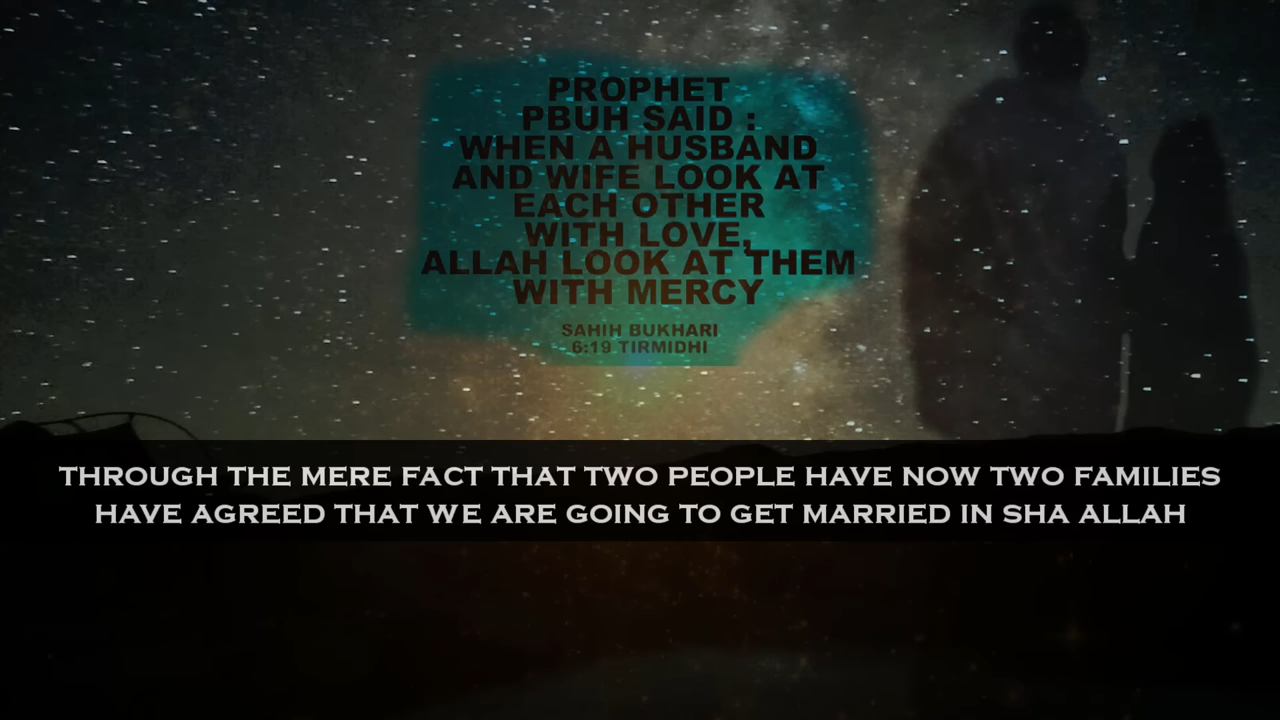 PROPHET
PBUH SAID :
WHEN A HUSBAND
AND WIFE LOOK AT
EACH OTHER
WITH LOVE,
ALLAH LOOK AT THEM
WITH MERCY
SAHIH BUKHARI
6:19 TIRMIDHI
THROUGH THE MERE FACT THAT TWO PEOPLE HAVE NOW TWO FAMILIES
HAVE AGREED THAT WE ARE GOING TO GET MARRIED IN SHA ALLAH